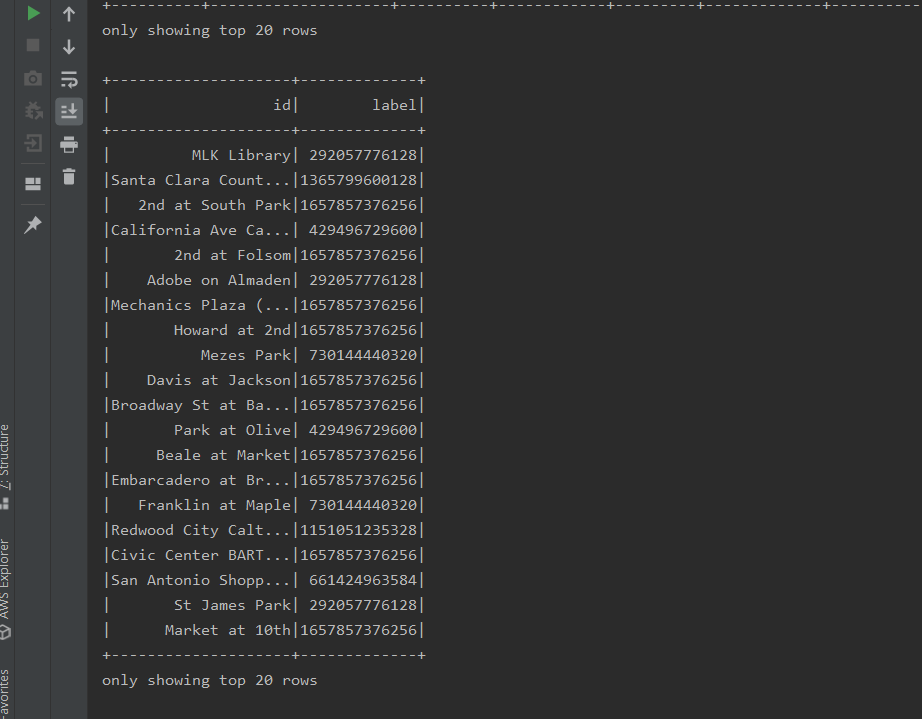 +----------+--------------------+----------+------------+------------+---------+-------------+----------
only showing top 20 rows
+--------------------+-------------+
|                  id|        label|
+--------------------+-------------+
|         MLK Library| 292057776128|
|Santa Clara Count...|1365799600128|
|   2nd at South Park|1657857376256|
|California Ave Ca...| 429496729600|
|       2nd at Folsom|1657857376256|
|    Adobe on Almaden| 292057776128|
|Mechanics Plaza (...|1657857376256|
|       Howard at 2nd|1657857376256|
|          Mezes Park| 730144440320|
|    Davis at Jackson|1657857376256|
|Broadway St at Ba...|1657857376256|
|       Park at Olive| 429496729600|
|     Beale at Market|1657857376256|
|Embarcadero at Br...|1657857376256|
|   Franklin at Maple| 730144440320|
|Redwood City Calt...|1151051235328|
|Civic Center BART...|1657857376256|
|San Antonio Shopp...| 661424963584|
|       St James Park| 292057776128|
|      Market at 10th|1657857376256|
+--------------------+-------------+
only showing top 20 rows
7: Structure
AWS Explorer
avorites